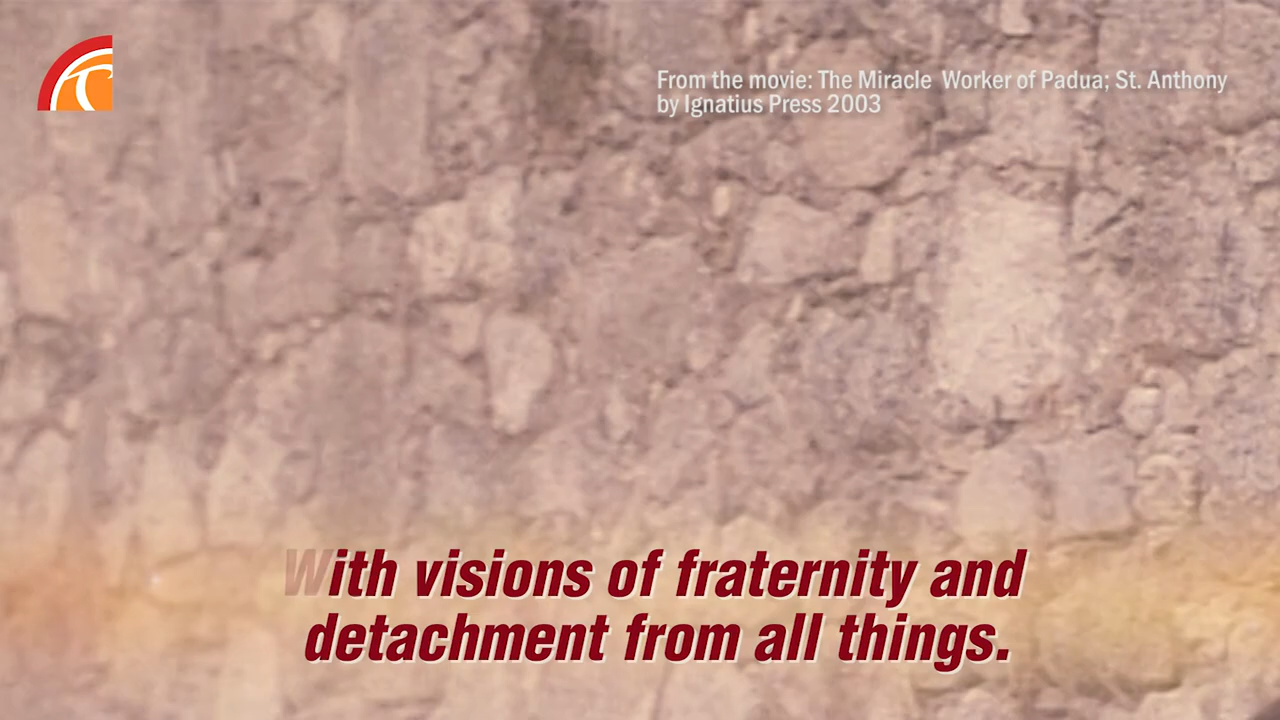 From the movie: The Miracle Worker of Padua; St. Anthony
by Ignatius Press 2003
With visions of fraternity and
detachment from all things.